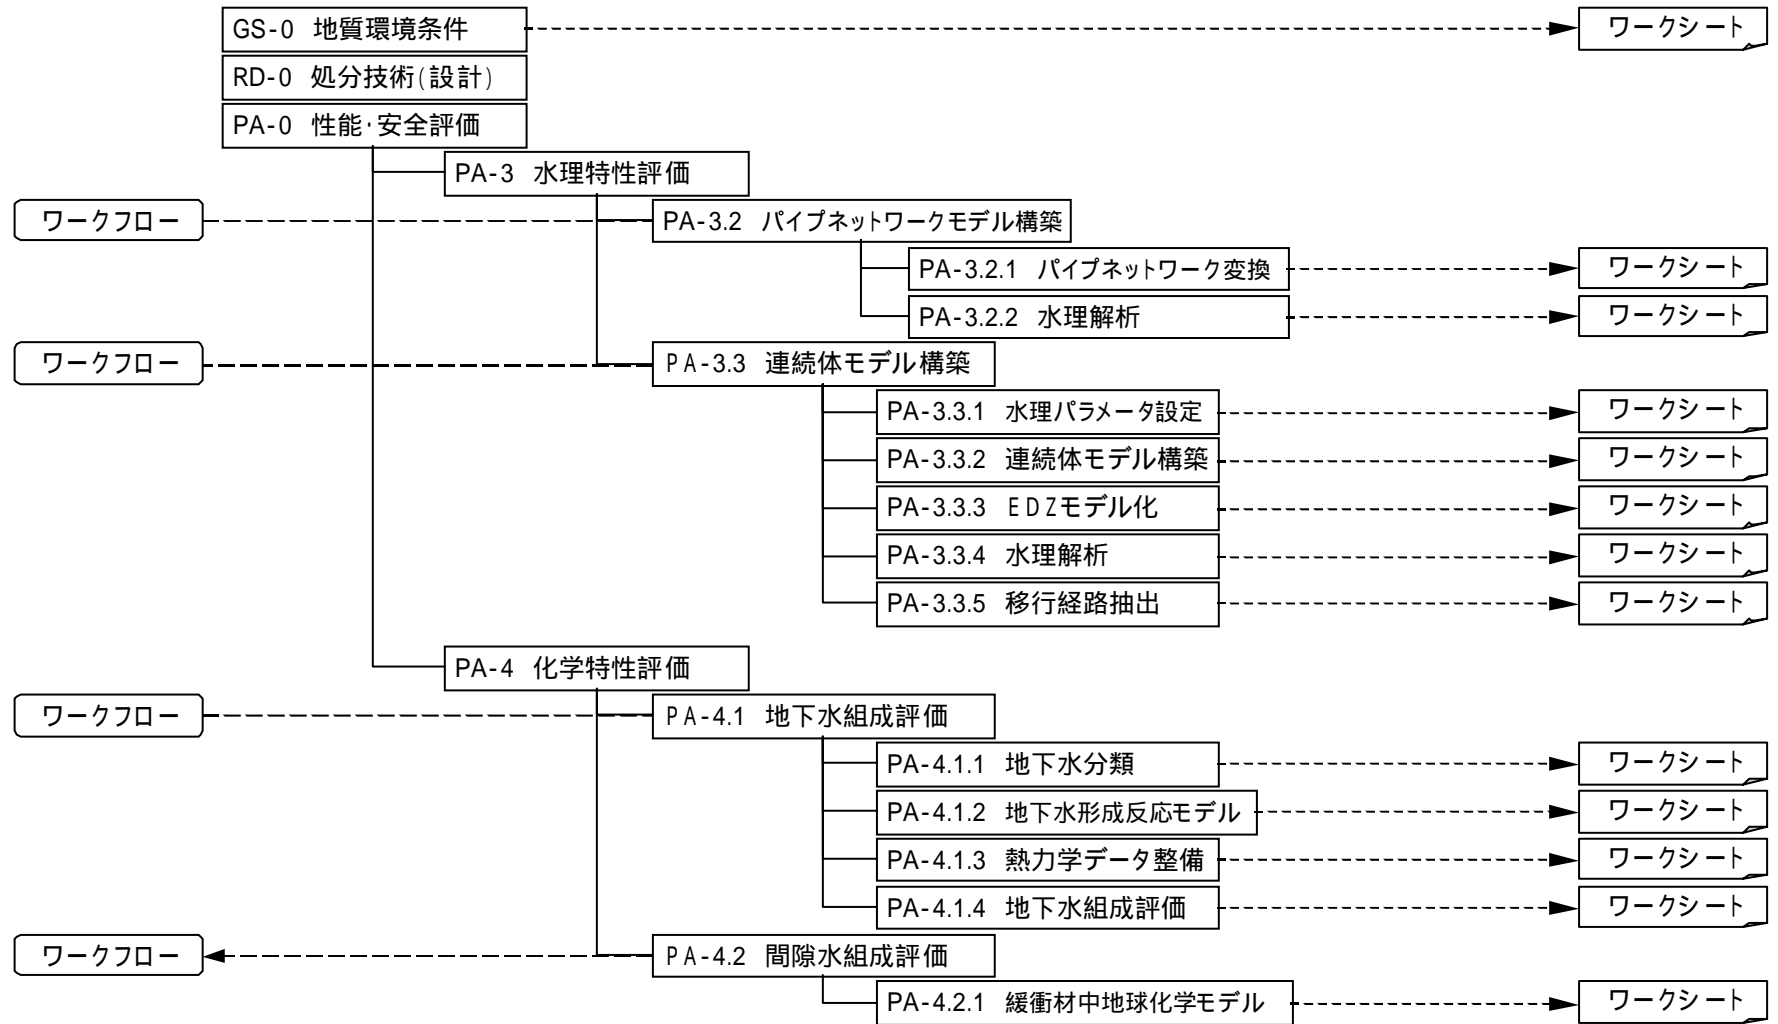 GS-0 地質環境条件
ワークシート
RD-0 処分技術(設計)
PA-0 性能・安全評価
PA-3 水理特性評価
ワークフロー
PA-3.2 パイプネットワークモデル構築
PA-3.2.1 パイプネットワーク変換
ワークシート
PA-3.2.2 水理解析
ワークシート
ワークフロー
PA-3.3 連続体モデル構築
PA-3.3.1 水理パラメータ設定
ワークシート
PA-3.3.2 連続体モデル構築
ワークシート
PA-3.3.3 EDZモデル化
ワークシート
PA-3.3.4 水理解析
ワークシート
PA-3.3.5 移行経路抽出
ワークシート
PA-4 化学特性評価
ワークフロー
PA-4.1 地下水組成評価
PA-4.1.1 地下水分類
ワークシート
PA-4.1.2 地下水形成反応モデル
ワークシート
PA-4.1.3 熱力学データ整備
ワークシート
PA-4.1.4 地下水組成評価
ワークシート
ワークフロー
PA-4.2 間隙水組成評価
PA-4.2.1 緩衝材中地球化学モデル
ワークシート